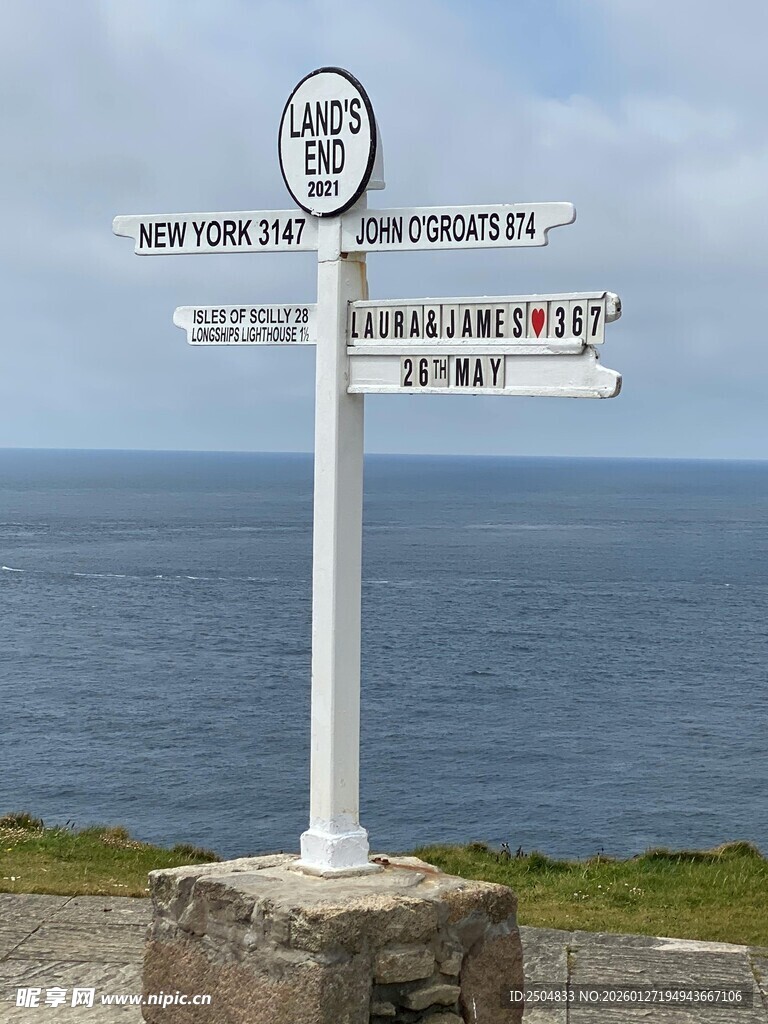 LAND'S
END
2021
NEW YORK 3147
JOHN O'GROATS 874
ISLES OF SCILLY 28
LONGSHIPS LIGHTHOUSE 1½
LAURA&JAMES♥367
26TH MAY
昵享网 www.nipic.cn
ID:2504833 NO:20260127194943667106